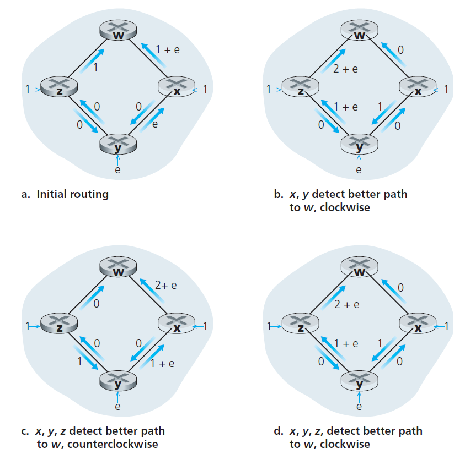 w
1 + e
1
1
z
x
1
0
0
0
e
y
e
a. Initial routing
w
0
2 + e
1
z
x
1
1 + e
1
0
0
y
e
b. x, y detect better path
to w, clockwise
w
2+ e
0
1
z
x
1
0
0
1
1 + e
y
e
c. x, y, z detect better path
to w, counterclockwise
w
0
2 + e
1
z
x
1
1 + e
1
0
0
y
e
d. x, y, z, detect better path
to w, clockwise